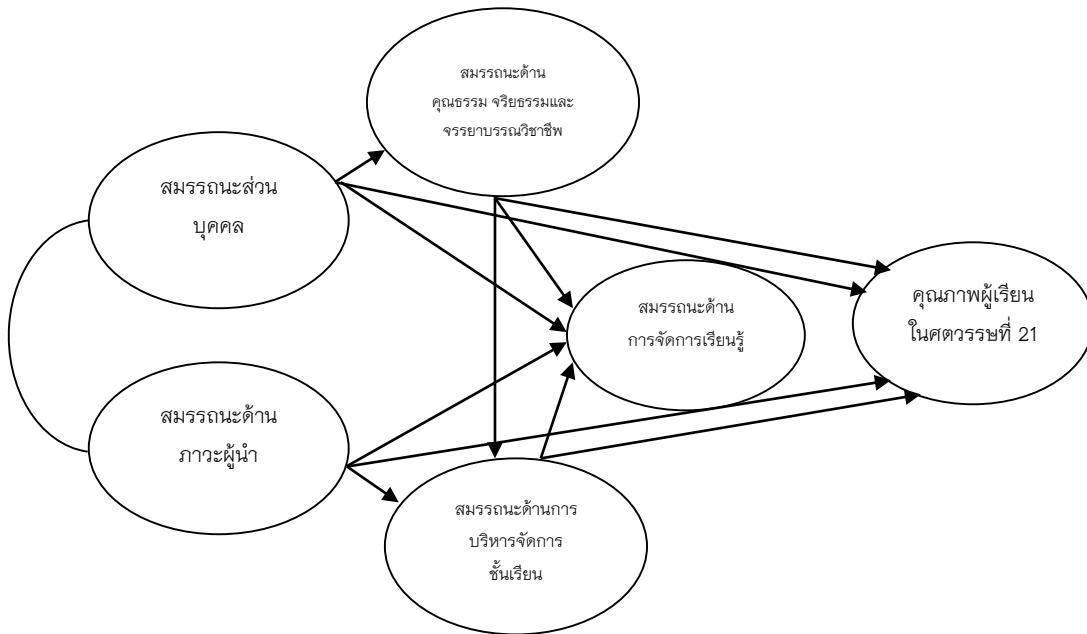 สมรรถนะด้าน
คุณธรรม จริยธรรมและ
จรรยาบรรณวิชาชีพ
สมรรถนะส่วน
บุคคล
สมรรถนะด้าน
การจัดการเรียนรู้
คุณภาพผู้เรียน
ในศตวรรษที่ 21
สมรรถนะด้าน
ภาวะผู้นำ
สมรรถนะด้านการ
บริหารจัดการ
ชั้นเรียน